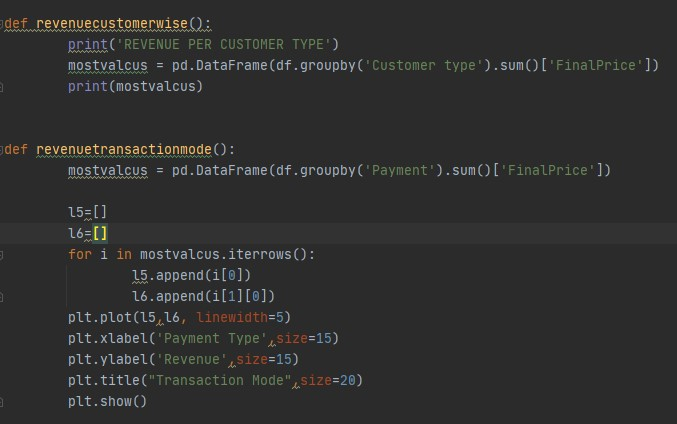 def revenuecustomerwise():
        print('REVENUE PER CUSTOMER TYPE')
        mostvalcus = pd.DataFrame(df.groupby('Customer type').sum()['FinalPrice'])
        print(mostvalcus)
def revenuetransactionmode():
        mostvalcus = pd.DataFrame(df.groupby('Payment').sum()['FinalPrice'])
        l5=[]
        l6=[]
        for i in mostvalcus.iterrows():
                l5.append(i[0])
                l6.append(i[1][0])
        plt.plot(l5,l6, linewidth=5)
        plt.xlabel('Payment Type',size=15)
        plt.ylabel('Revenue',size=15)
        plt.title("Transaction Mode",size=20)
        plt.show()